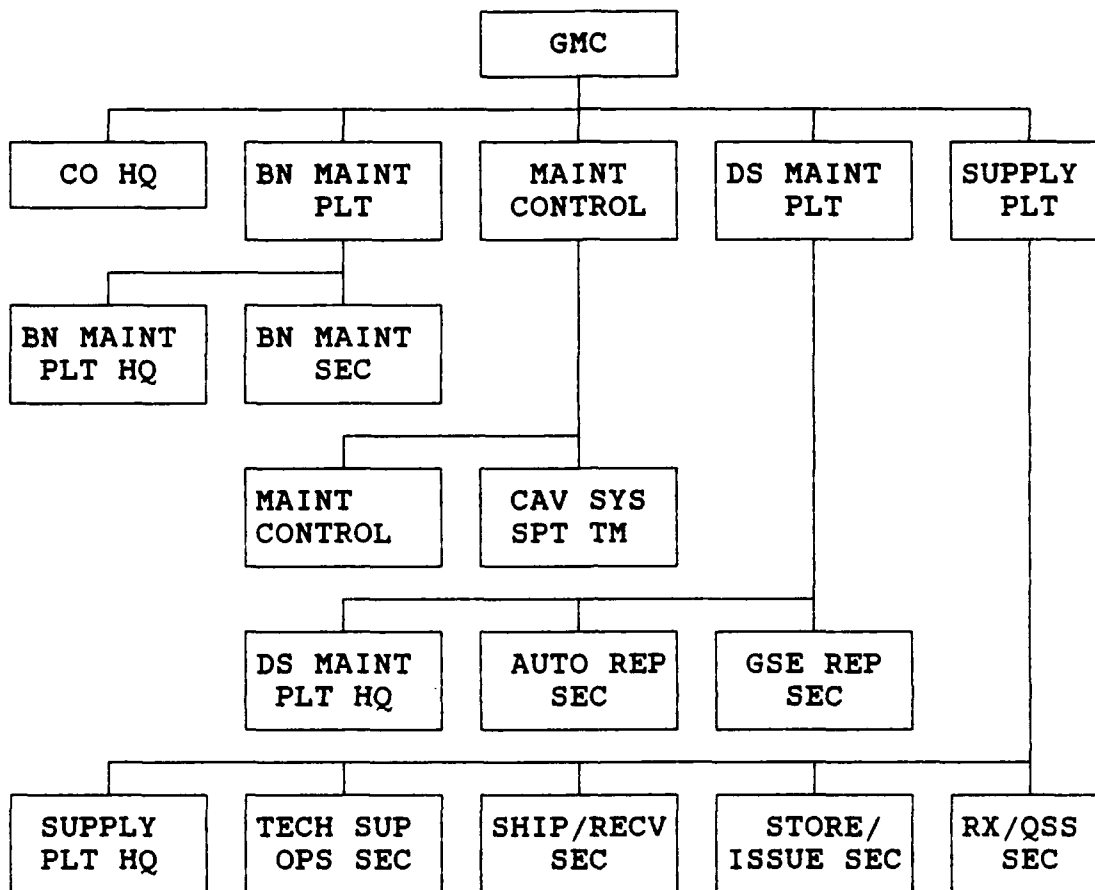 GMC
CO HQ
BN MAINT
PLT
MAINT
CONTROL
DS MAINT
PLT
SUPPLY
PLT
BN MAINT
PLT HQ
BN MAINT
SEC
MAINT
CONTROL
CAV SYS
SPT TM
DS MAINT
PLT HQ
AUTO REP
SEC
GSE REP
SEC
SUPPLY
PLT HQ
TECH SUP
OPS SEC
SHIP/RECV
SEC
STORE/
ISSUE SEC
RX/QSS
SEC